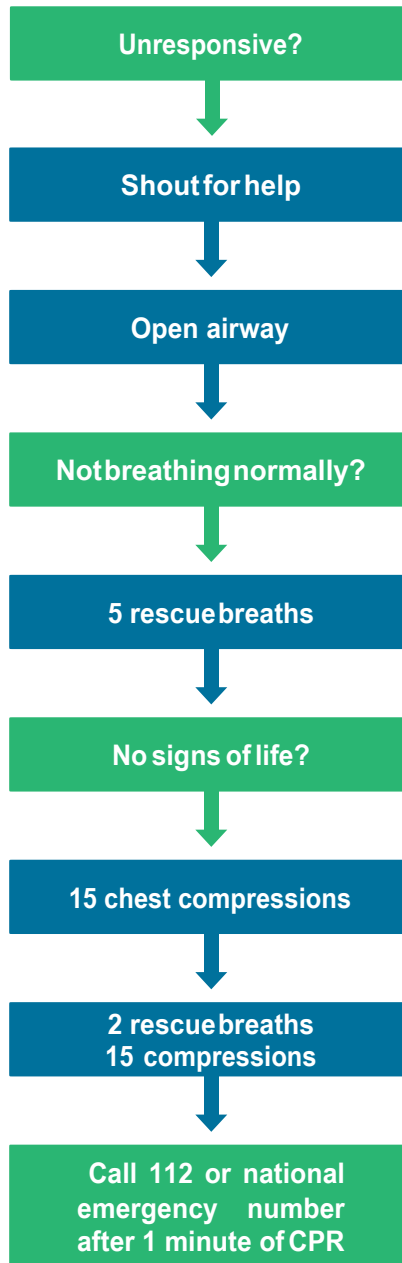 Unresponsive?
Shout for help
Open airway
Not breathing normally?
5 rescue breaths
No signs of life?
15 chest compressions
2 rescue breaths
15 compressions
Call 112 or national
emergency number
after 1 minute of CPR